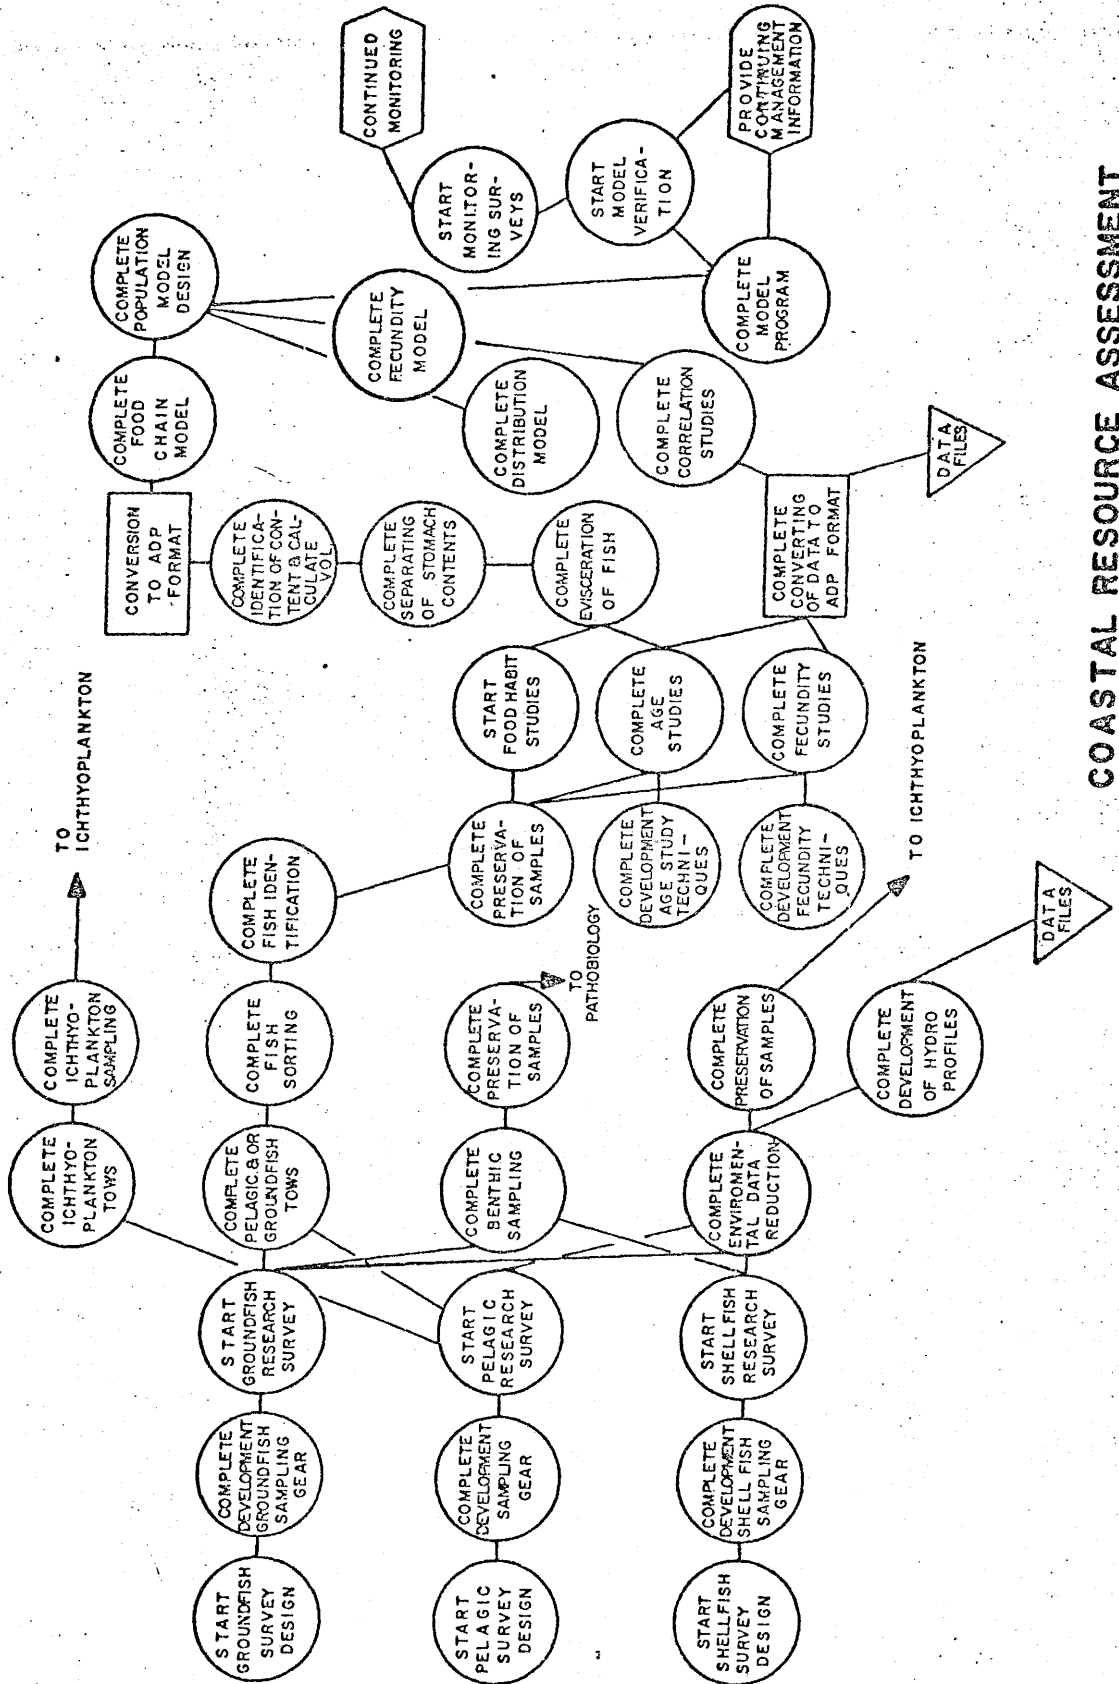 START
GROUNDFISH
SURVEY
DESIGN
COMPLETE
DEVELOPMENT
GROUNDFISH
SAMPLING
GEAR
START
GROUNDFISH
RESEARCH
SURVEY
COMPLETE
ICHTHYO-
PLANKTON
TOWS
COMPLETE
ICHTHYO-
PLANKTON
SAMPLING
TO
ICHTHYOPLANKTON
COMPLETE
PELAGIC & OR
GROUNDFISH
TOWS
COMPLETE
FISH
SORTING
COMPLETE
FISH IDEN-
TIFICATION
START
PELAGIC
SURVEY
DESIGN
COMPLETE
DEVELOPMENT
SAMPLING
GEAR
START
PELAGIC
RESEARCH
SURVEY
COMPLETE
BENTHIC
SAMPLING
COMPLETE
PRESERVA-
TION OF
SAMPLES
TO
PATHOBIOLOGY
START
SHELLFISH
SURVEY
DESIGN
COMPLETE
DEVELOPMENT
SHELL FISH
SAMPLING
GEAR
START
SHELLFISH
RESEARCH
SURVEY
COMPLETE
ENVIROMEN-
TAL DATA
REDUCTION
COMPLETE
PRESERVATION
OF SAMPLES
TO ICHTHYOPLANKTON
COMPLETE
DEVELOPMENT
OF HYDRO
PROFILES
DATA
FILES
COMPLETE
PRESERVA-
TION OF
SAMPLES
COMPLETE
DEVELOPMENT
AGE STUDY
TECHNI-
QUES
COMPLETE
DEVELOPMENT
FECUNDITY
TECHNI-
QUES
START
FOOD HABIT
STUDIES
COMPLETE
AGE
STUDIES
COMPLETE
FECUNDITY
STUDIES
COMPLETE
EVISCERATION
OF FISH
COMPLETE
SEPARATING
OF STOMACH
CONTENTS
COMPLETE
IDENTIFICA-
TION OF CON-
TENT & CAL-
CULATE
VOL.
CONVERSION
TO ADP
FORMAT
COMPLETE
CONVERTING
OF DATA TO
ADP FORMAT
DATA
FILES
COMPLETE
FOOD
CHAIN
MODEL
COMPLETE
POPULATION
MODEL
DESIGN
COMPLETE
FECUNDITY
MODEL
COMPLETE
DISTRIBUTION
MODEL
COMPLETE
CORRELATION
STUDIES
COMPLETE
MODEL
PROGRAM
START
MODEL
VERIFICA-
TION
START
MONITOR-
ING SUR-
VEYS
CONTINUED
MONITORING
PROVIDE
CONTINUING
MANAGEMENT
INFORMATION
COASTAL RESOURCE ASSESSMENT